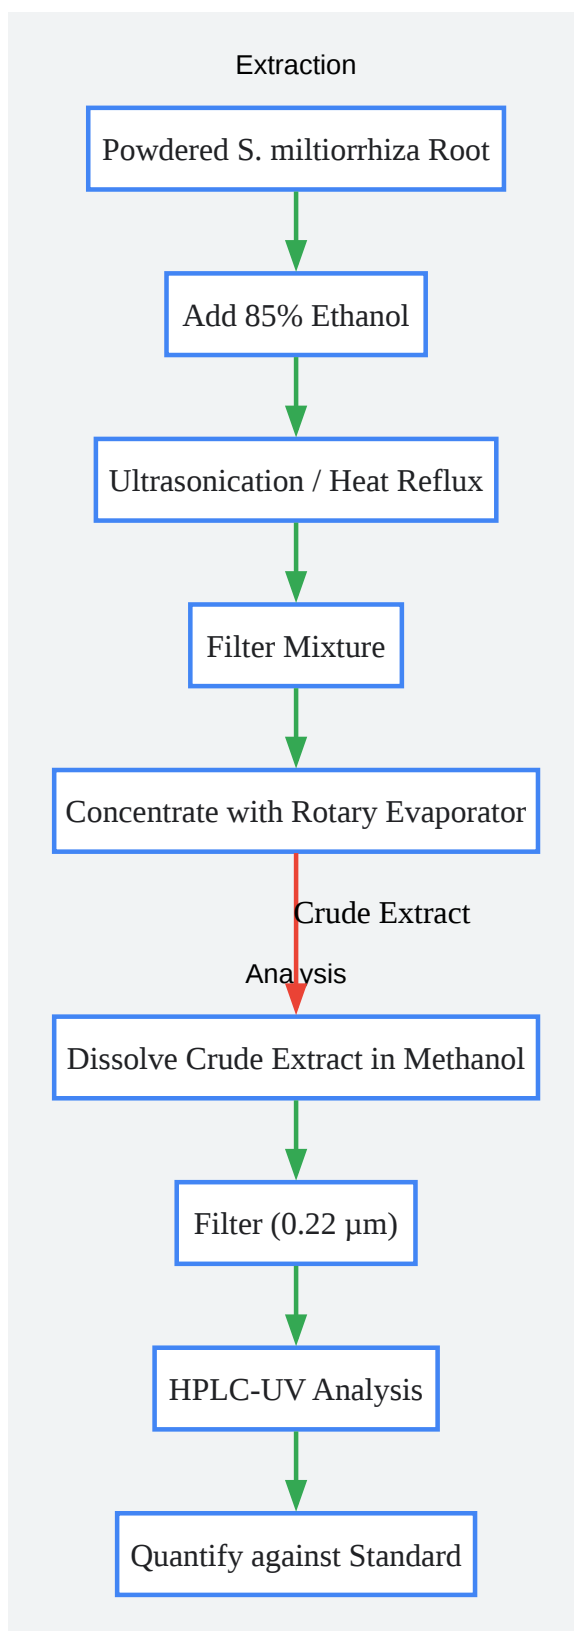 Extraction
Powdered S. miltiorrhiza Root
Add 85% Ethanol
Ultrasonication / Heat Reflux
Filter Mixture
Concentrate with Rotary Evaporator
Crude Extract
Analysis
Dissolve Crude Extract in Methanol
Filter (0.22 µm)
HPLC-UV Analysis
Quantify against Standard